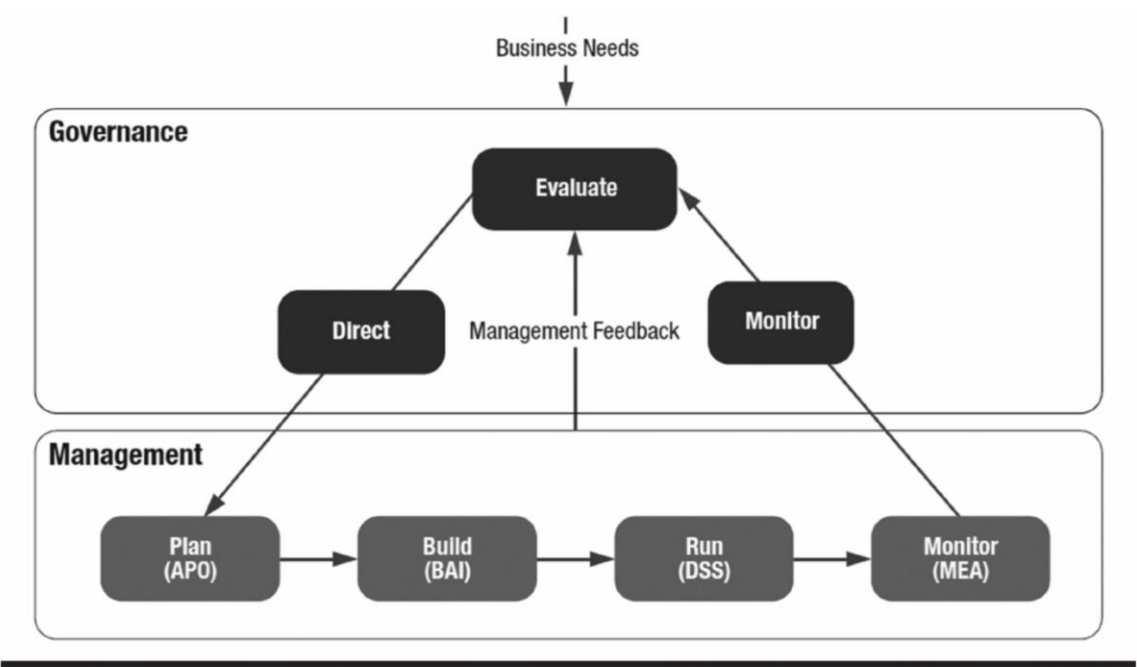 Business Needs
Governance
Evaluate
Direct
Management Feedback
Monitor
Management
Plan
(APO)
Build
(BAI)
Run
(DSS)
Monitor
(MEA)